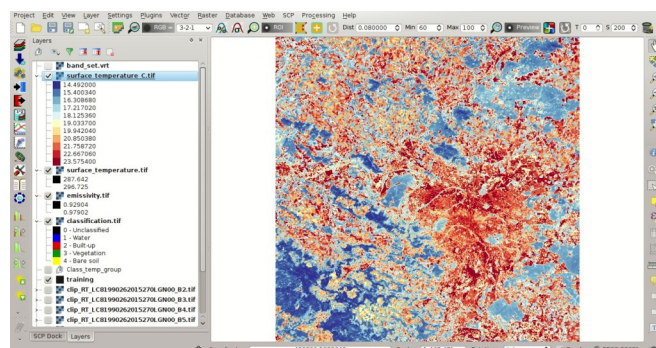 Project Edit View Layer Settings Plugins Vector Raster Database Web SCP Processing Help
RGB = 3-2-1 ROI Dist 0.080000 Min 60 Max 100 Preview T 0 S 200
Layers
band_set.vrt
surface_temperature_C.tif
14.492000
15.400340
16.308680
17.217020
18.125360
19.033700
19.942040
20.850380
21.758720
22.667060
23.575400
surface_temperature.tif
287.642
296.725
emissivity.tif
0.92904
0.97902
classification.tif
0 - Unclassified
1 - Water
2 - Built-up
3 - Vegetation
4 - Bare soil
Class_temp_group
training
clip_RT_LC81990262015270LGN00_B2.tif
clip_RT_LC81990262015270LGN00_B3.tif
clip_RT_LC81990262015270LGN00_B4.tif
clip_RT_LC81990262015270LGN00_B5.tif
SCP Dock Layers